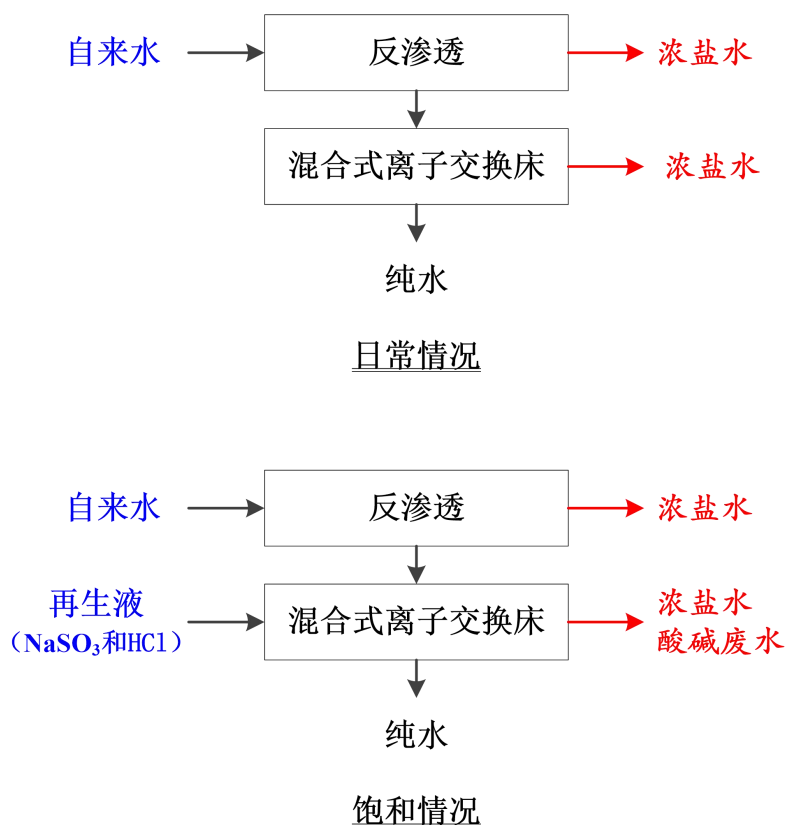 自来水 反渗透 浓盐水
混合式离子交换床 浓盐水
纯水
日常情况
自来水 反渗透 浓盐水
再生液 混合式离子交换床 浓盐水
（NaSO₃和HCl） 酸碱废水
纯水
饱和情况